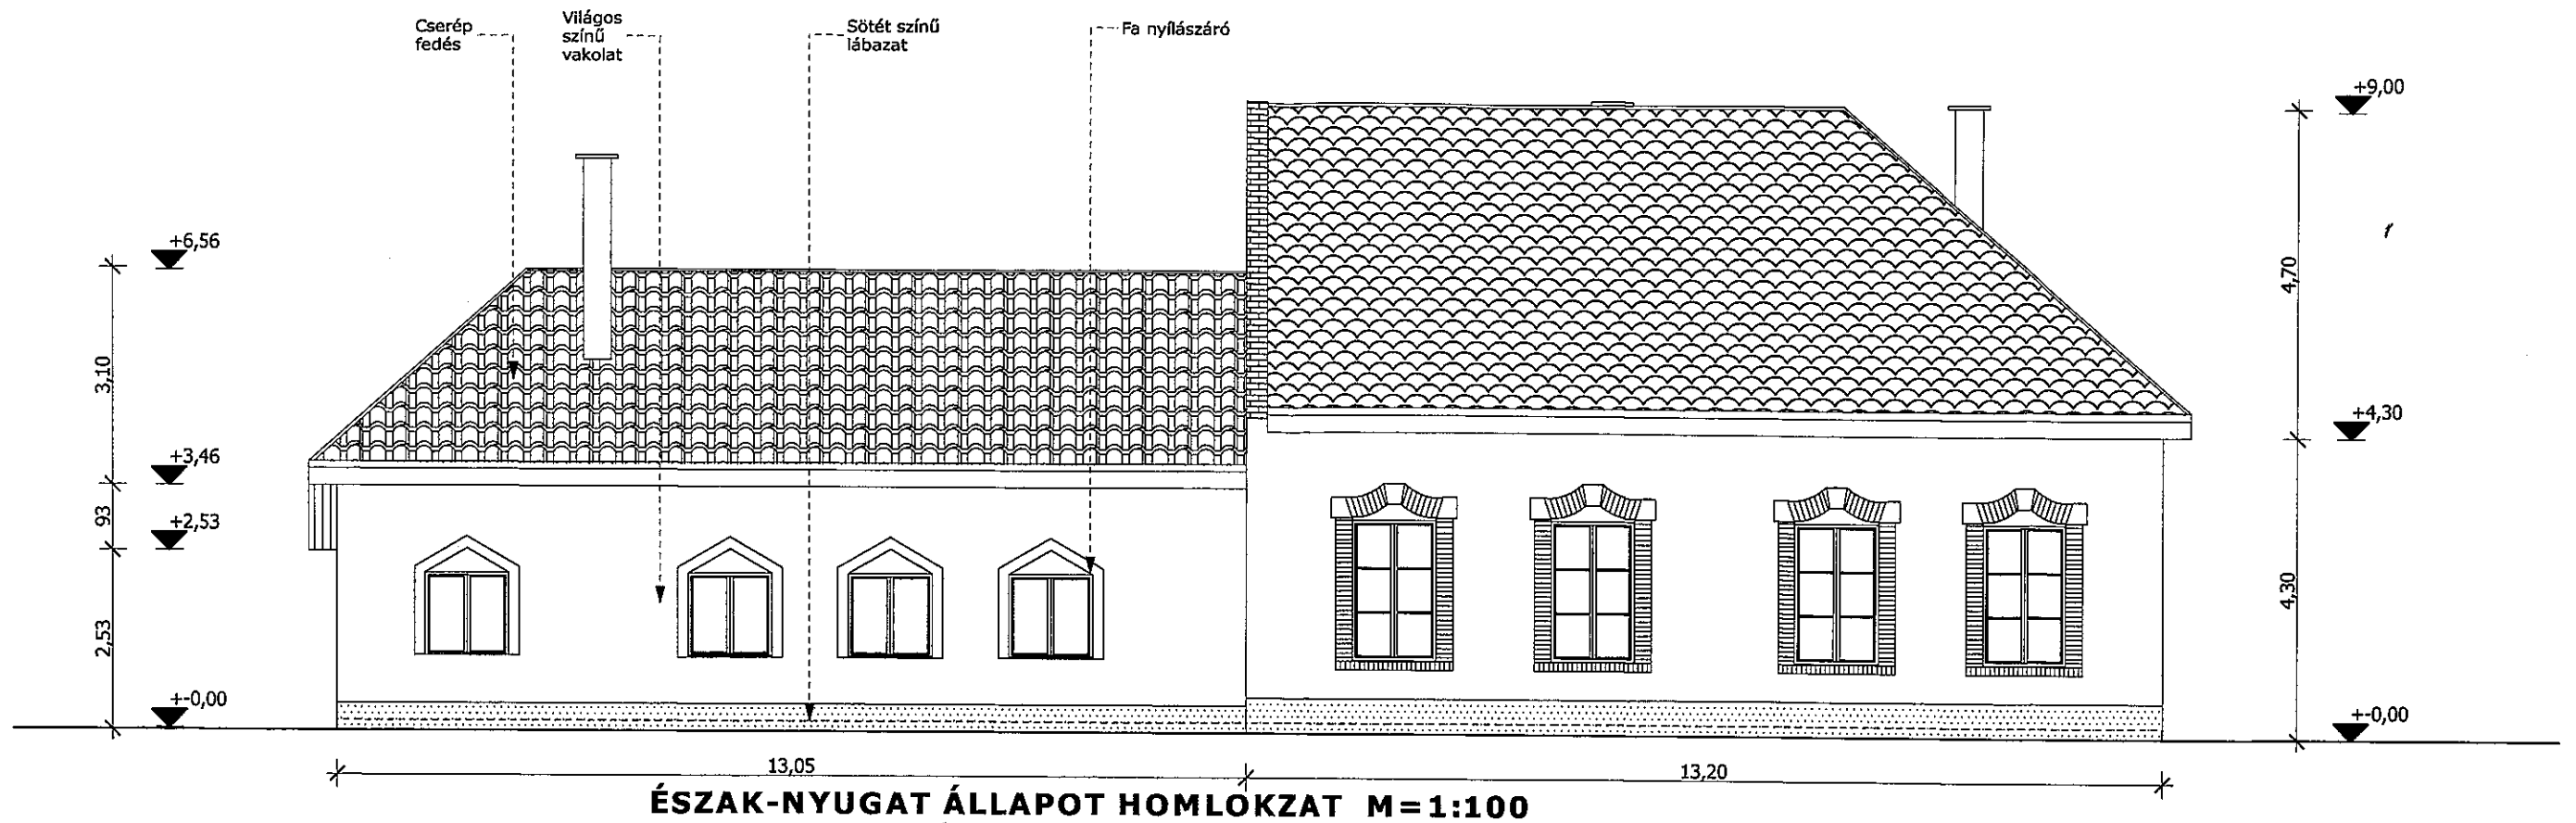 Cserép
fedés
Világos
színű
vakolat
Sötét színű
lábazat
Fa nyílászáró
+9,00
+6,56
4,70
3,10
+4,30
+3,46
93
+2,53
2,53
4,30
+-0,00
+-0,00
13,05
13,20
ÉSZAK-NYUGAT ÁLLAPOT HOMLOKZAT M=1:100